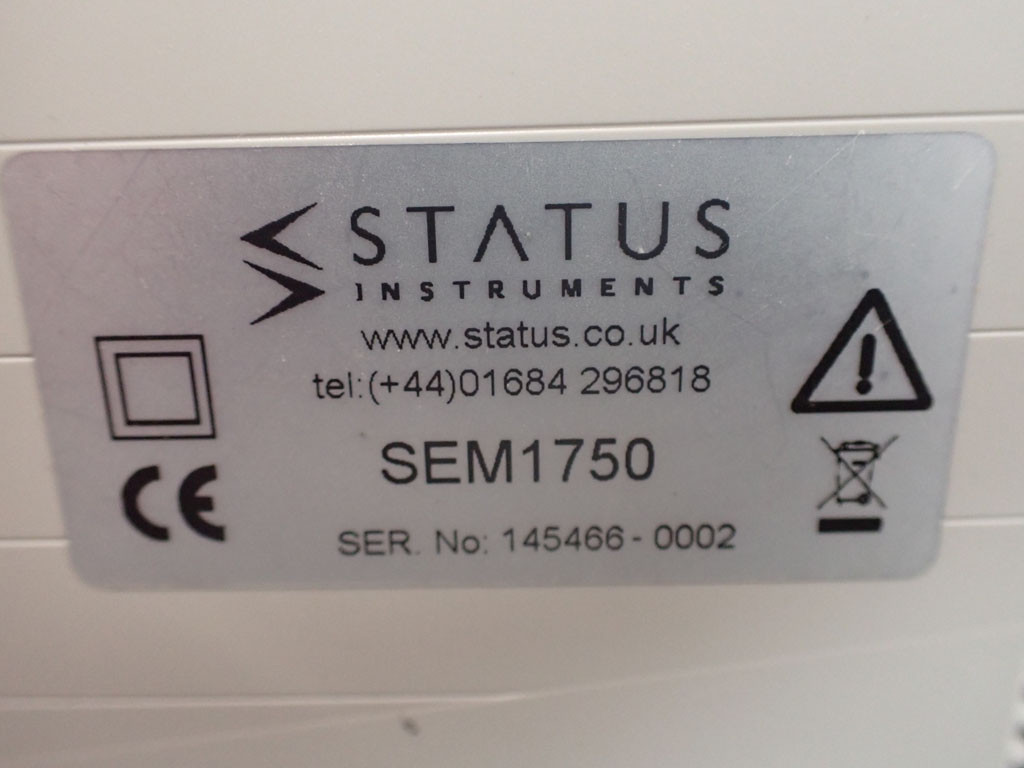 STATUS
INSTRUMENTS
www.status.co.uk
tel:(+44)01684 296818
SEM1750
CE
SER. No: 145466-0002